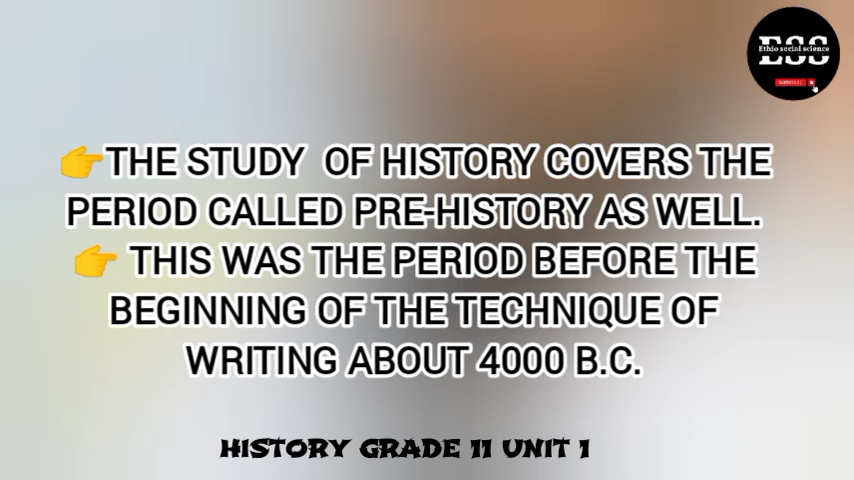 ESS
Ethio social science
SUBSCRIBE
👉THE STUDY OF HISTORY COVERS THE
PERIOD CALLED PRE-HISTORY AS WELL.
👉 THIS WAS THE PERIOD BEFORE THE
BEGINNING OF THE TECHNIQUE OF
WRITING ABOUT 4000 B.C.
HISTORY GRADE 11 UNIT 1